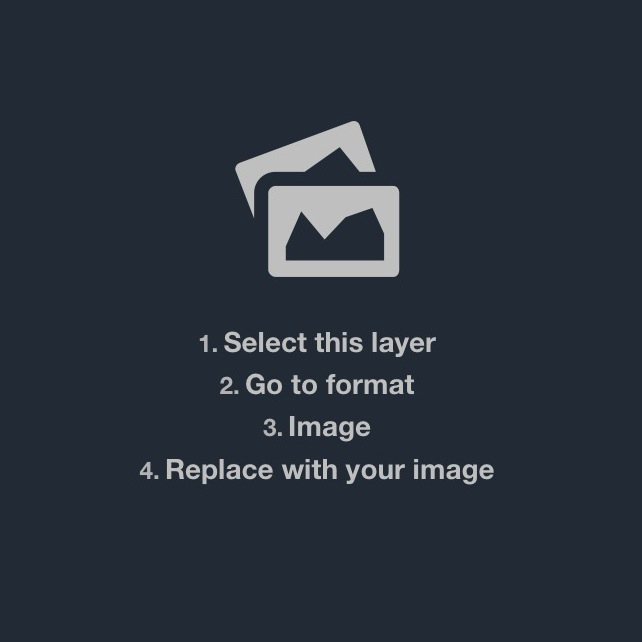 1. Select this layer
2. Go to format
3. Image
4. Replace with your image